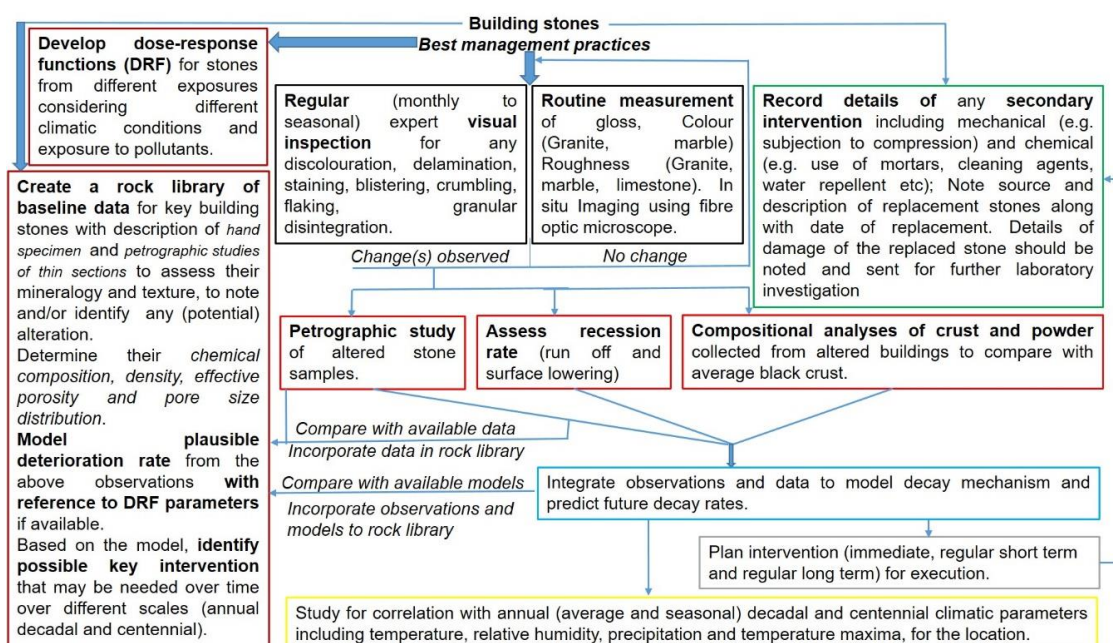 Building stones
Best management practices
Develop dose-response
functions (DRF) for stones
from different exposures
considering different
climatic conditions and
exposure to pollutants.
Regular (monthly to
seasonal) expert visual
inspection for any
discolouration, delamination,
staining, blistering, crumbling,
flaking, granular
disintegration.
Routine measurement
of gloss, Colour
(Granite, marble)
Roughness (Granite,
marble, limestone). In
situ Imaging using fibre
optic microscope.
Record details of any secondary
intervention including mechanical (e.g.
subjection to compression) and chemical
(e.g. use of mortars, cleaning agents,
water repellent etc); Note source and
description of replacement stones along
with date of replacement. Details of
damage of the replaced stone should be
noted and sent for further laboratory
investigation
Create a rock library of
baseline data for key building
stones with description of hand
specimen and petrographic studies
of thin sections to assess their
mineralogy and texture, to note
and/or identify any (potential)
alteration.
Determine their chemical
composition, density, effective
porosity and pore size
distribution.
Model plausible
deterioration rate from the
above observations with
reference to DRF parameters
if available.
Based on the model, identify
possible key intervention
that may be needed over time
over different scales (annual
decadal and centennial).
Change(s) observed
No change
Petrographic study
of altered stone
samples.
Assess recession
rate (run off and
surface lowering)
Compositional analyses of crust and powder
collected from altered buildings to compare with
average black crust.
Compare with available data
Incorporate data in rock library
Compare with available models
Incorporate observations and
models to rock library
Integrate observations and data to model decay mechanism and
predict future decay rates.
Plan intervention (immediate, regular short term
and regular long term) for execution.
Study for correlation with annual (average and seasonal) decadal and centennial climatic parameters
including temperature, relative humidity, precipitation and temperature maxima, for the location.